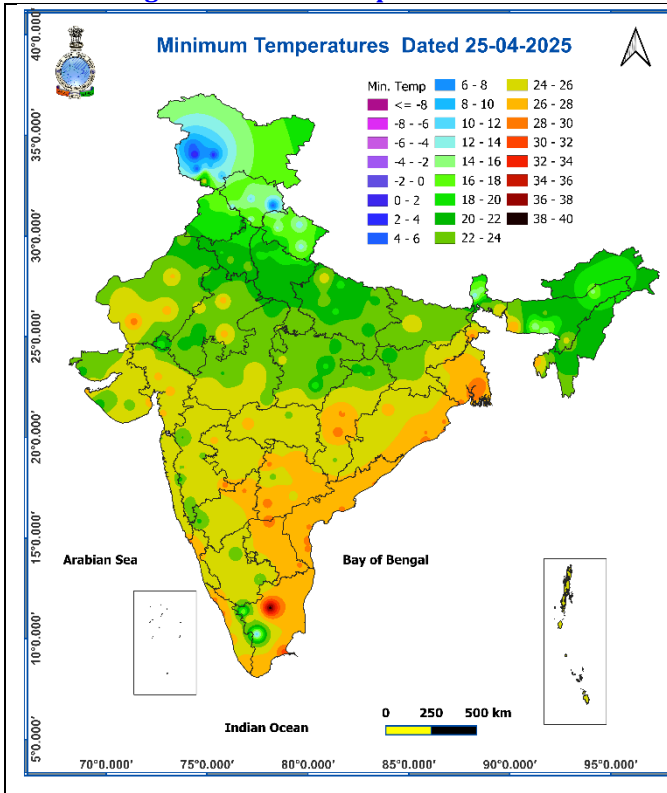 Minimum Temperatures Dated 25-04-2025
Min. Temp
<= -8
-8 - -6
-6 - -4
-4 - -2
-2 - 0
0 - 2
2 - 4
4 - 6
6 - 8
8 - 10
10 - 12
12 - 14
14 - 16
16 - 18
18 - 20
20 - 22
22 - 24
24 - 26
26 - 28
28 - 30
30 - 32
32 - 34
34 - 36
36 - 38
38 - 40
40°0.000'
35°0.000'
30°0.000'
25°0.000'
20°0.000'
15°0.000'
10°0.000'
5°0.000'
Arabian Sea
Bay of Bengal
Indian Ocean
0 250 500 km
70°0.000' 75°0.000' 80°0.000' 85°0.000' 90°0.000' 95°0.000'